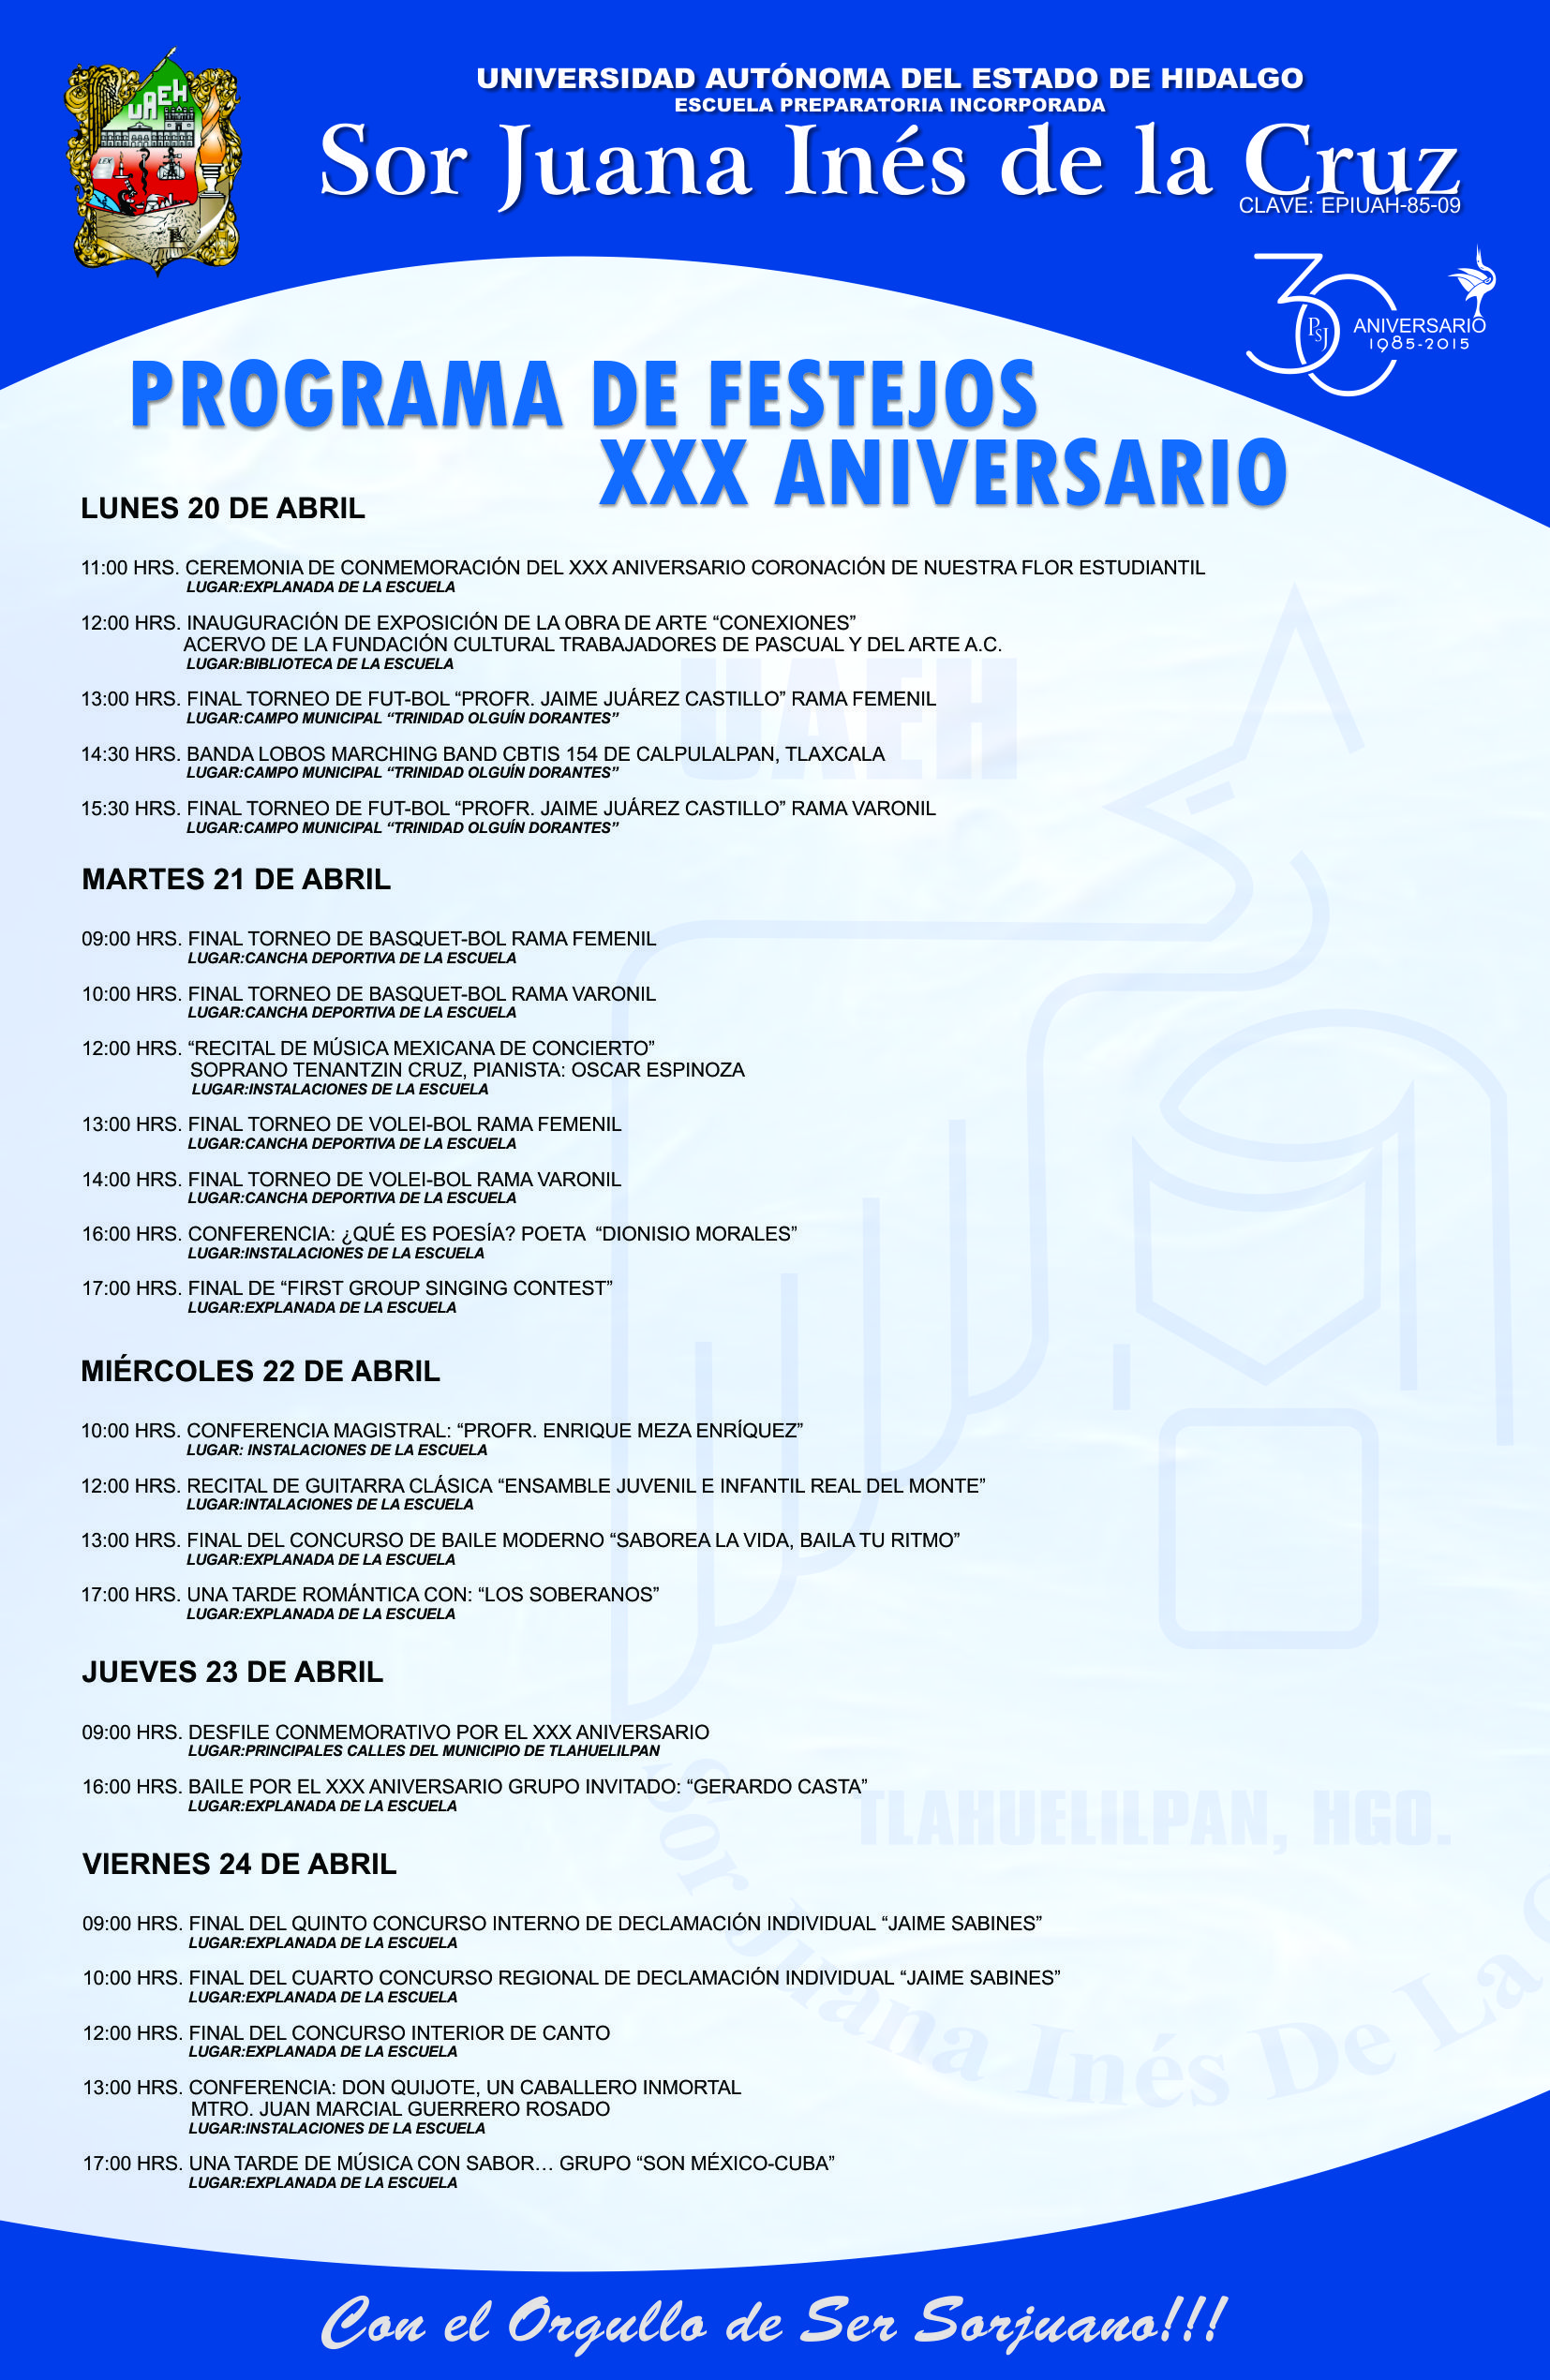 UAEH
LEX
UNIVERSIDAD AUTÓNOMA DEL ESTADO DE HIDALGO
ESCUELA PREPARATORIA INCORPORADA
Sor Juana Inés de la Cruz
CLAVE: EPIUAH-85-09
30
PSJ
ANIVERSARIO
1985-2015
PROGRAMA DE FESTEJOS
XXX ANIVERSARIO
LUNES 20 DE ABRIL
11:00 HRS. CEREMONIA DE CONMEMORACIÓN DEL XXX ANIVERSARIO CORONACIÓN DE NUESTRA FLOR ESTUDIANTIL
LUGAR:EXPLANADA DE LA ESCUELA
12:00 HRS. INAUGURACIÓN DE EXPOSICIÓN DE LA OBRA DE ARTE “CONEXIONES”
ACERVO DE LA FUNDACIÓN CULTURAL TRABAJADORES DE PASCUAL Y DEL ARTE A.C.
LUGAR:BIBLIOTECA DE LA ESCUELA
13:00 HRS. FINAL TORNEO DE FUT-BOL “PROFR. JAIME JUÁREZ CASTILLO” RAMA FEMENIL
LUGAR:CAMPO MUNICIPAL “TRINIDAD OLGUÍN DORANTES”
14:30 HRS. BANDA LOBOS MARCHING BAND CBTIS 154 DE CALPULALPAN, TLAXCALA
LUGAR:CAMPO MUNICIPAL “TRINIDAD OLGUÍN DORANTES”
15:30 HRS. FINAL TORNEO DE FUT-BOL “PROFR. JAIME JUÁREZ CASTILLO” RAMA VARONIL
LUGAR:CAMPO MUNICIPAL “TRINIDAD OLGUÍN DORANTES”
UAEH
MARTES 21 DE ABRIL
09:00 HRS. FINAL TORNEO DE BASQUET-BOL RAMA FEMENIL
LUGAR:CANCHA DEPORTIVA DE LA ESCUELA
10:00 HRS. FINAL TORNEO DE BASQUET-BOL RAMA VARONIL
LUGAR:CANCHA DEPORTIVA DE LA ESCUELA
12:00 HRS. “RECITAL DE MÚSICA MEXICANA DE CONCIERTO”
SOPRANO TENANTZIN CRUZ, PIANISTA: OSCAR ESPINOZA
LUGAR:INSTALACIONES DE LA ESCUELA
13:00 HRS. FINAL TORNEO DE VOLEI-BOL RAMA FEMENIL
LUGAR:CANCHA DEPORTIVA DE LA ESCUELA
14:00 HRS. FINAL TORNEO DE VOLEI-BOL RAMA VARONIL
LUGAR:CANCHA DEPORTIVA DE LA ESCUELA
16:00 HRS. CONFERENCIA: ¿QUÉ ES POESÍA? POETA “DIONISIO MORALES”
LUGAR:INSTALACIONES DE LA ESCUELA
17:00 HRS. FINAL DE “FIRST GROUP SINGING CONTEST”
LUGAR:EXPLANADA DE LA ESCUELA
MIÉRCOLES 22 DE ABRIL
10:00 HRS. CONFERENCIA MAGISTRAL: “PROFR. ENRIQUE MEZA ENRÍQUEZ”
LUGAR: INSTALACIONES DE LA ESCUELA
12:00 HRS. RECITAL DE GUITARRA CLÁSICA “ENSAMBLE JUVENIL E INFANTIL REAL DEL MONTE”
LUGAR:INTALACIONES DE LA ESCUELA
13:00 HRS. FINAL DEL CONCURSO DE BAILE MODERNO “SABOREA LA VIDA, BAILA TU RITMO”
LUGAR:EXPLANADA DE LA ESCUELA
17:00 HRS. UNA TARDE ROMÁNTICA CON: “LOS SOBERANOS”
LUGAR:EXPLANADA DE LA ESCUELA
JUEVES 23 DE ABRIL
09:00 HRS. DESFILE CONMEMORATIVO POR EL XXX ANIVERSARIO
LUGAR:PRINCIPALES CALLES DEL MUNICIPIO DE TLAHUELILPAN
16:00 HRS. BAILE POR EL XXX ANIVERSARIO GRUPO INVITADO: “GERARDO CASTA”
LUGAR:EXPLANADA DE LA ESCUELA
TLAHUELILPAN, HGO.
VIERNES 24 DE ABRIL
09:00 HRS. FINAL DEL QUINTO CONCURSO INTERNO DE DECLAMACIÓN INDIVIDUAL “JAIME SABINES”
LUGAR:EXPLANADA DE LA ESCUELA
10:00 HRS. FINAL DEL CUARTO CONCURSO REGIONAL DE DECLAMACIÓN INDIVIDUAL “JAIME SABINES”
LUGAR:EXPLANADA DE LA ESCUELA
12:00 HRS. FINAL DEL CONCURSO INTERIOR DE CANTO
LUGAR:EXPLANADA DE LA ESCUELA
13:00 HRS. CONFERENCIA: DON QUIJOTE, UN CABALLERO INMORTAL
MTRO. JUAN MARCIAL GUERRERO ROSADO
LUGAR:INSTALACIONES DE LA ESCUELA
17:00 HRS. UNA TARDE DE MÚSICA CON SABOR… GRUPO “SON MÉXICO-CUBA”
LUGAR:EXPLANADA DE LA ESCUELA
Sor Juana Inés De La
Con el Orgullo de Ser Sorjuano!!!